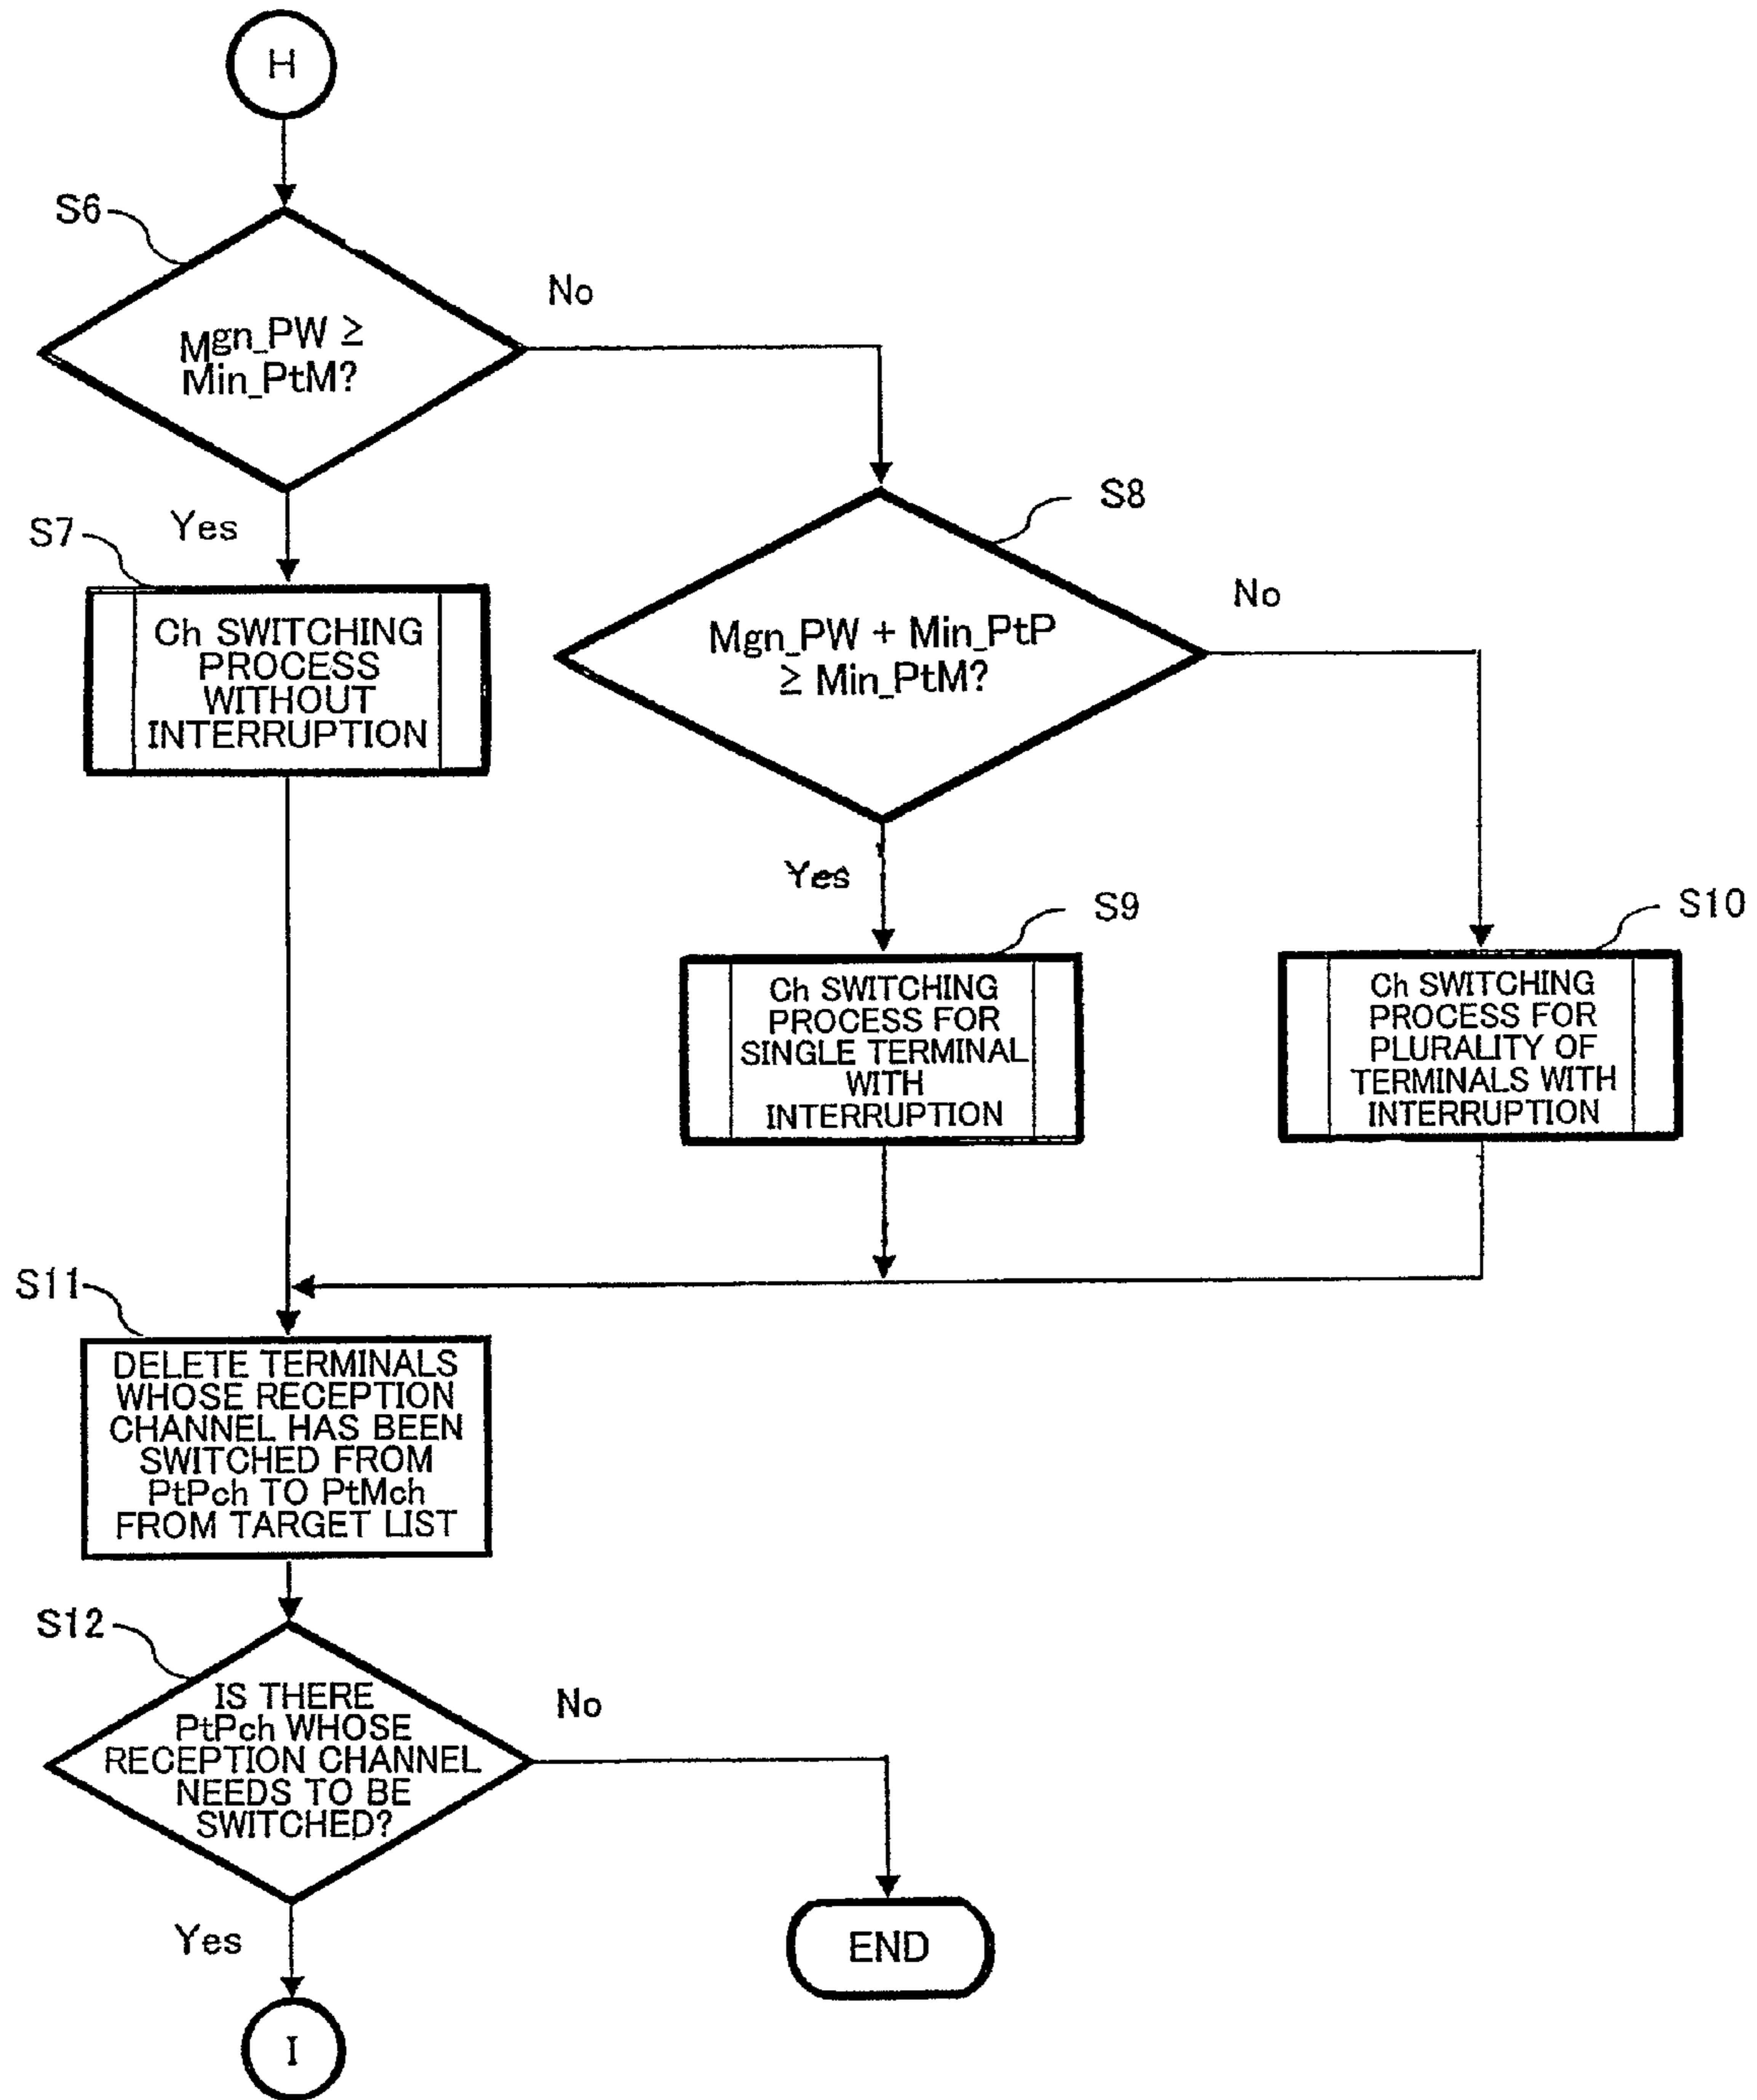 H
S6
No
Mgn_PW ≥
Min_PtM?
Yes
S7
Ch SWITCHING
PROCESS
WITHOUT
INTERRUPTION
S8
No
Mgn_PW + Min_PtP
≥ Min_PtM?
Yes
S9
Ch SWITCHING
PROCESS FOR
SINGLE TERMINAL
WITH
INTERRUPTION
S10
Ch SWITCHING
PROCESS FOR
PLURALITY OF
TERMINALS WITH
INTERRUPTION
S11
DELETE TERMINALS
WHOSE RECEPTION
CHANNEL HAS BEEN
SWITCHED FROM
PtPch TO PtMch
FROM TARGET LIST
S12
No
IS THERE
PtPch WHOSE
RECEPTION CHANNEL
NEEDS TO BE
SWITCHED?
Yes
END
I